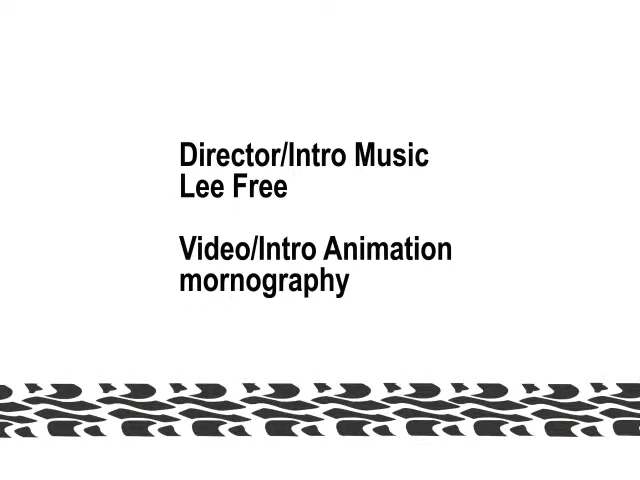 Director/Intro Music
Lee Free
Video/Intro Animation
mornography